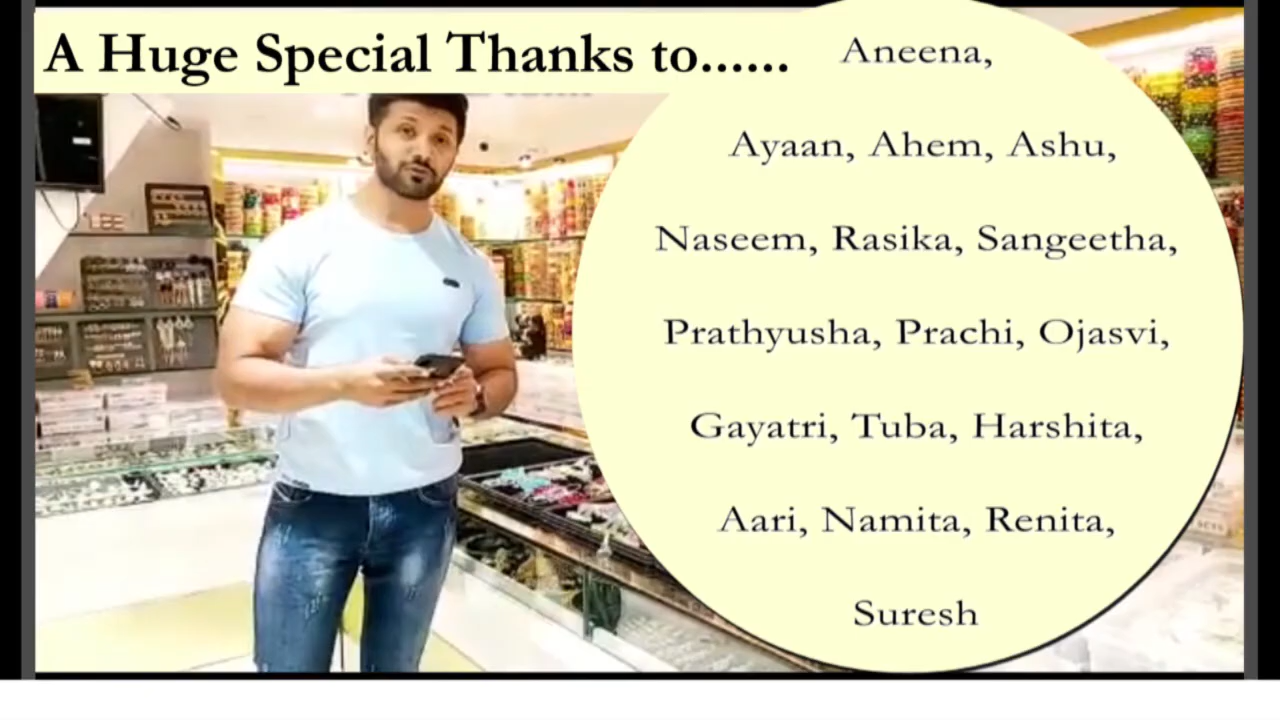 A Huge Special Thanks to......
Aneena,
Ayaan, Ahem, Ashu,
Naseem, Rasika, Sangeetha,
Prathyusha, Prachi, Ojasvi,
Gayatri, Tuba, Harshita,
Aari, Namita, Renita,
Suresh